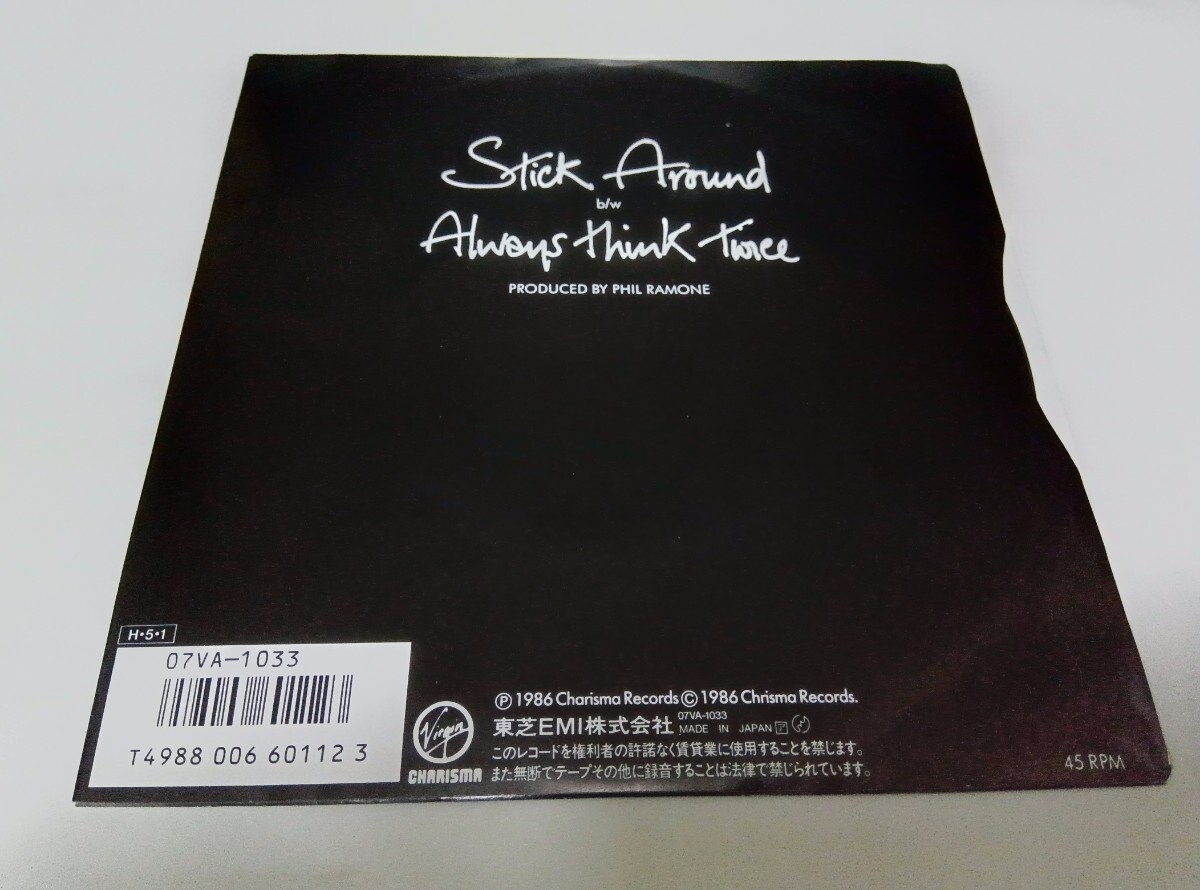 Stick Around
b/w
Always think twice
PRODUCED BY PHIL RAMONE
H•5•1
07VA-1033
T4988 006 60112 3
Virgin
CHARISMA
Ⓟ 1986 Charisma Records Ⓒ 1986 Chrisma Records.
東芝EMI株式会社 07VA-1033 MADE IN JAPAN ア
このレコードを権利者の許諾なく賃貸業に使用することを禁じます。
また無断でテープその他に録音することは法律で禁じられています。
45 RPM